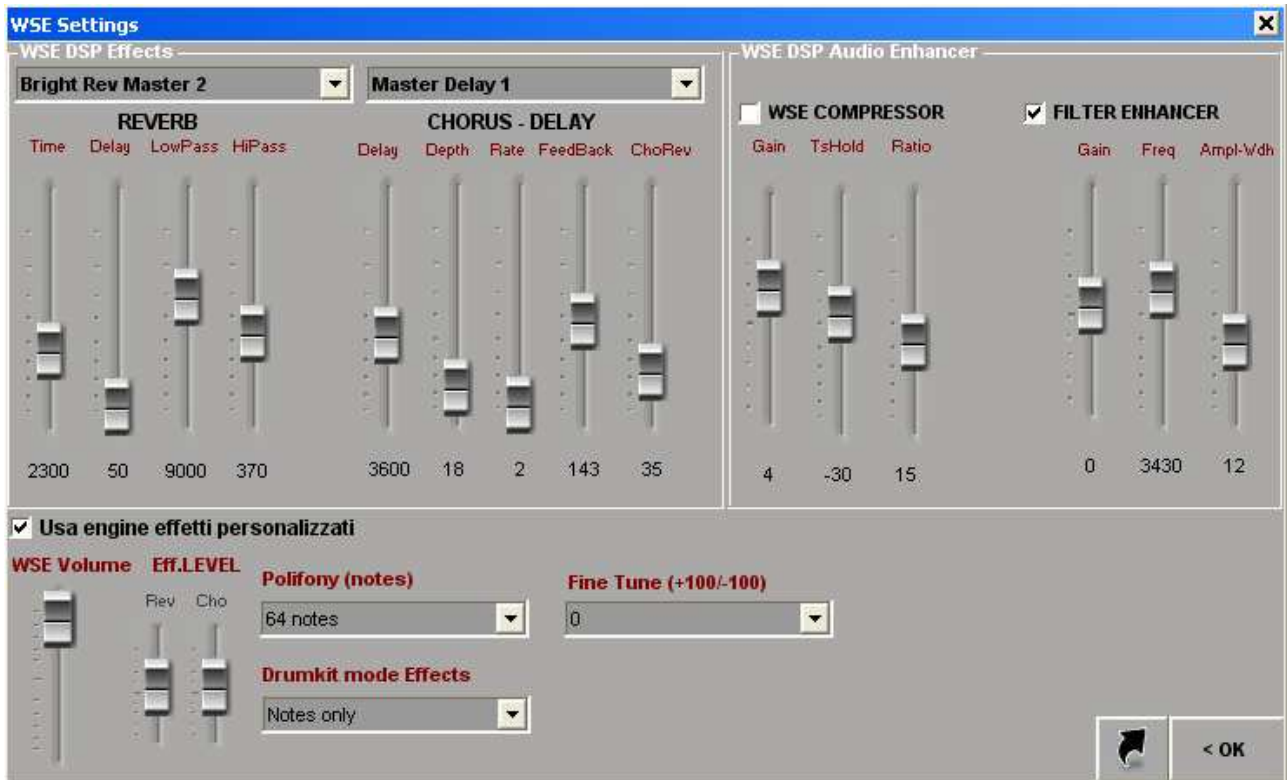 WSE Settings
WSE DSP Effects
WSE DSP Audio Enhancer
Bright Rev Master 2
Master Delay 1
REVERB
CHORUS - DELAY
WSE COMPRESSOR
FILTER ENHANCER
Time Delay LowPass HiPass
Delay Depth Rate FeedBack ChoRev
Gain TsHold Ratio
Gain Freq Ampl-Wdh
2300 50 9000 370
3600 18 2 143 35
4 -30 15
0 3430 12
Usa engine effetti personalizzati
WSE Volume
Eff.LEVEL
Rev Cho
Polifony (notes)
64 notes
Fine Tune (+100/-100)
0
Drumkit mode Effects
Notes only
< OK